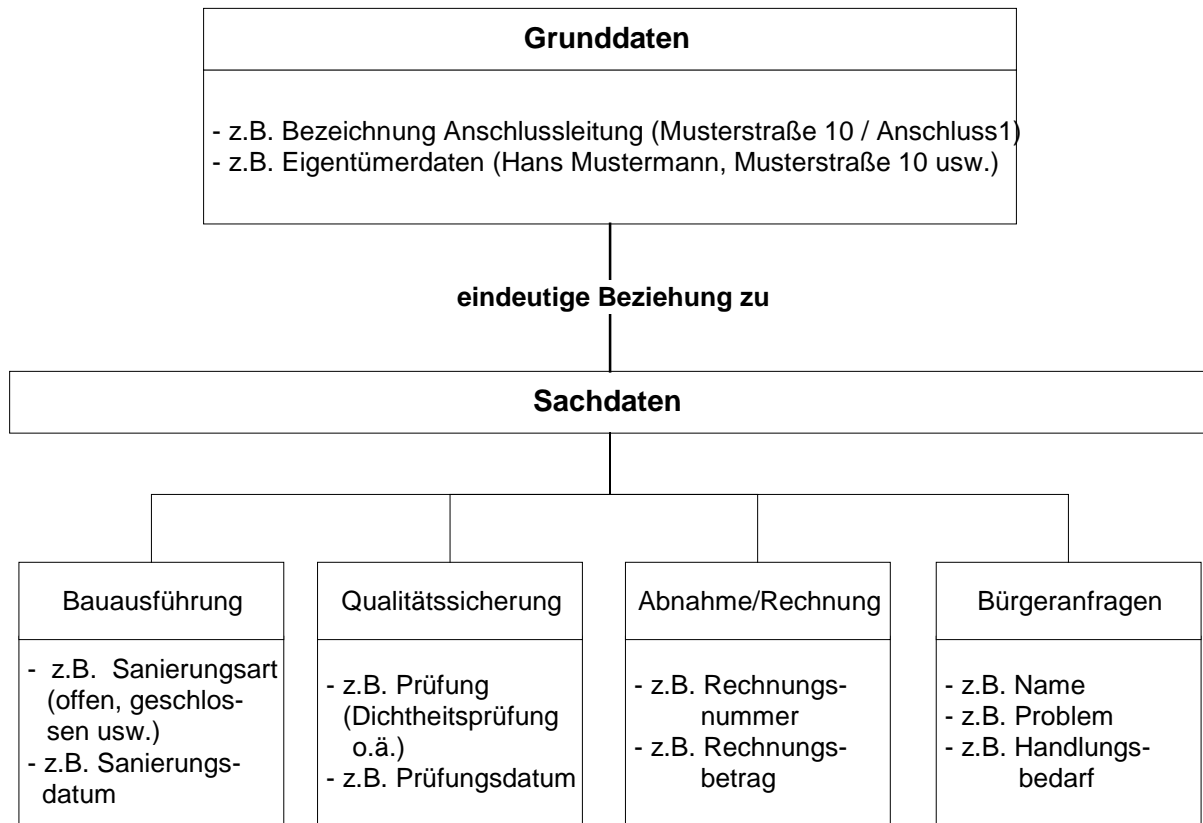 Grunddaten
- z.B. Bezeichnung Anschlussleitung (Musterstraße 10 / Anschluss1)
- z.B. Eigentümerdaten (Hans Mustermann, Musterstraße 10 usw.)
eindeutige Beziehung zu
Sachdaten
Bauausführung
- z.B. Sanierungsart
(offen, geschlos-
sen usw.)
- z.B. Sanierungs-
datum
Qualitätssicherung
- z.B. Prüfung
(Dichtheitsprüfung
o.ä.)
- z.B. Prüfungsdatum
Abnahme/Rechnung
- z.B. Rechnungs-
nummer
- z.B. Rechnungs-
betrag
Bürgeranfragen
- z.B. Name
- z.B. Problem
- z.B. Handlungs-
bedarf